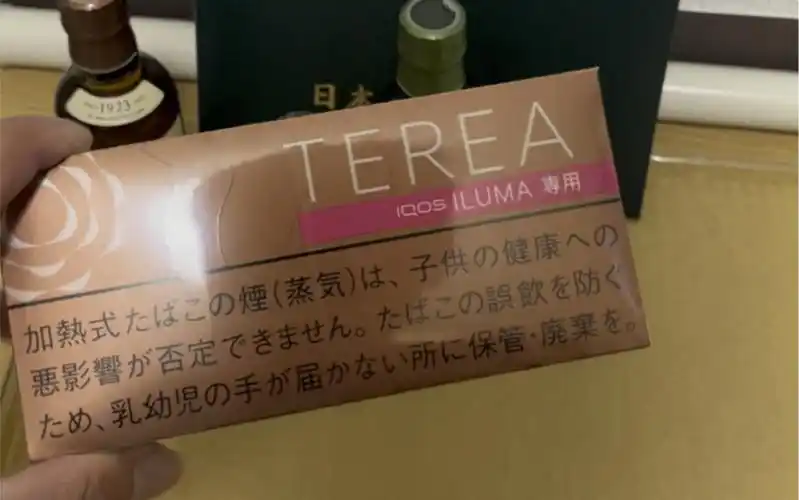 1923
日本
TEREA
IQOS ILUMA 専用
加熱式たばこの煙(蒸気)は、子供の健康への
悪影響が否定できません。たばこの誤飲を防ぐ
ため、乳幼児の手が届かない所に保管・廃棄を。